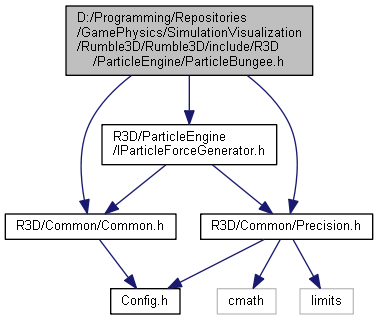 D:/Programming/Repositories
/GamePhysics/SimulationVisualization
/Rumble3D/Rumble3D/include/R3D
/ParticleEngine/ParticleBungee.h
R3D/ParticleEngine
/IParticleForceGenerator.h
R3D/Common/Common.h
R3D/Common/Precision.h
Config.h
cmath
limits